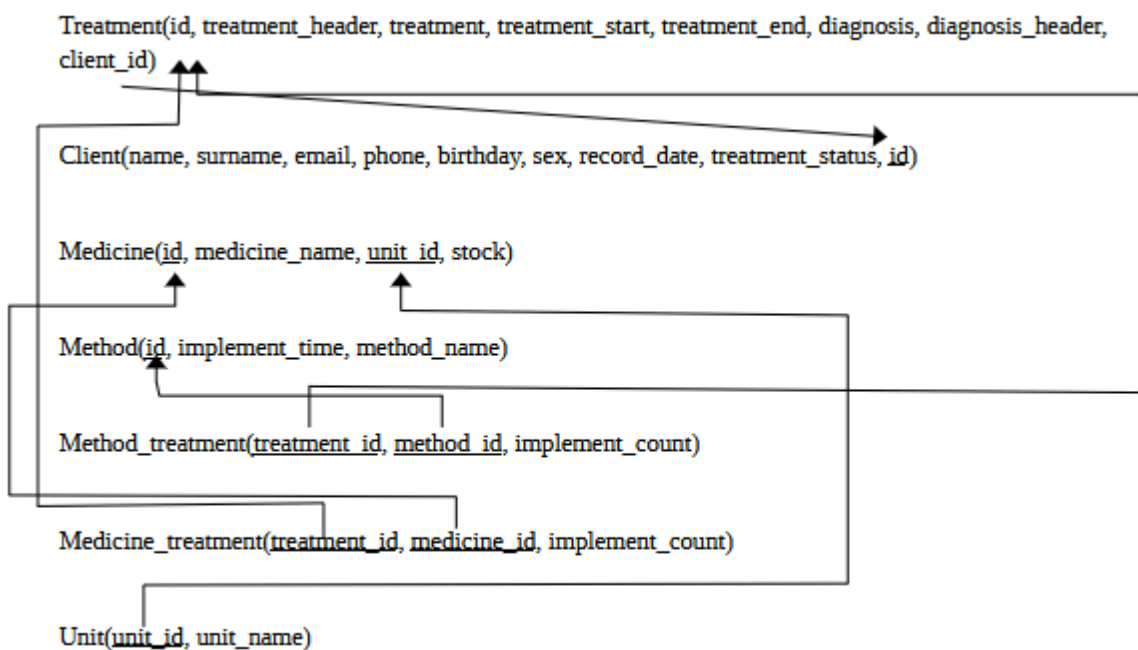 Treatment(id, treatment_header, treatment, treatment_start, treatment_end, diagnosis, diagnosis_header,
client_id)
Client(name, surname, email, phone, birthday, sex, record_date, treatment_status, id)
Medicine(id, medicine_name, unit_id, stock)
Method(id, implement_time, method_name)
Method_treatment(treatment_id, method_id, implement_count)
Medicine_treatment(treatment_id, medicine_id, implement_count)
Unit(unit_id, unit_name)